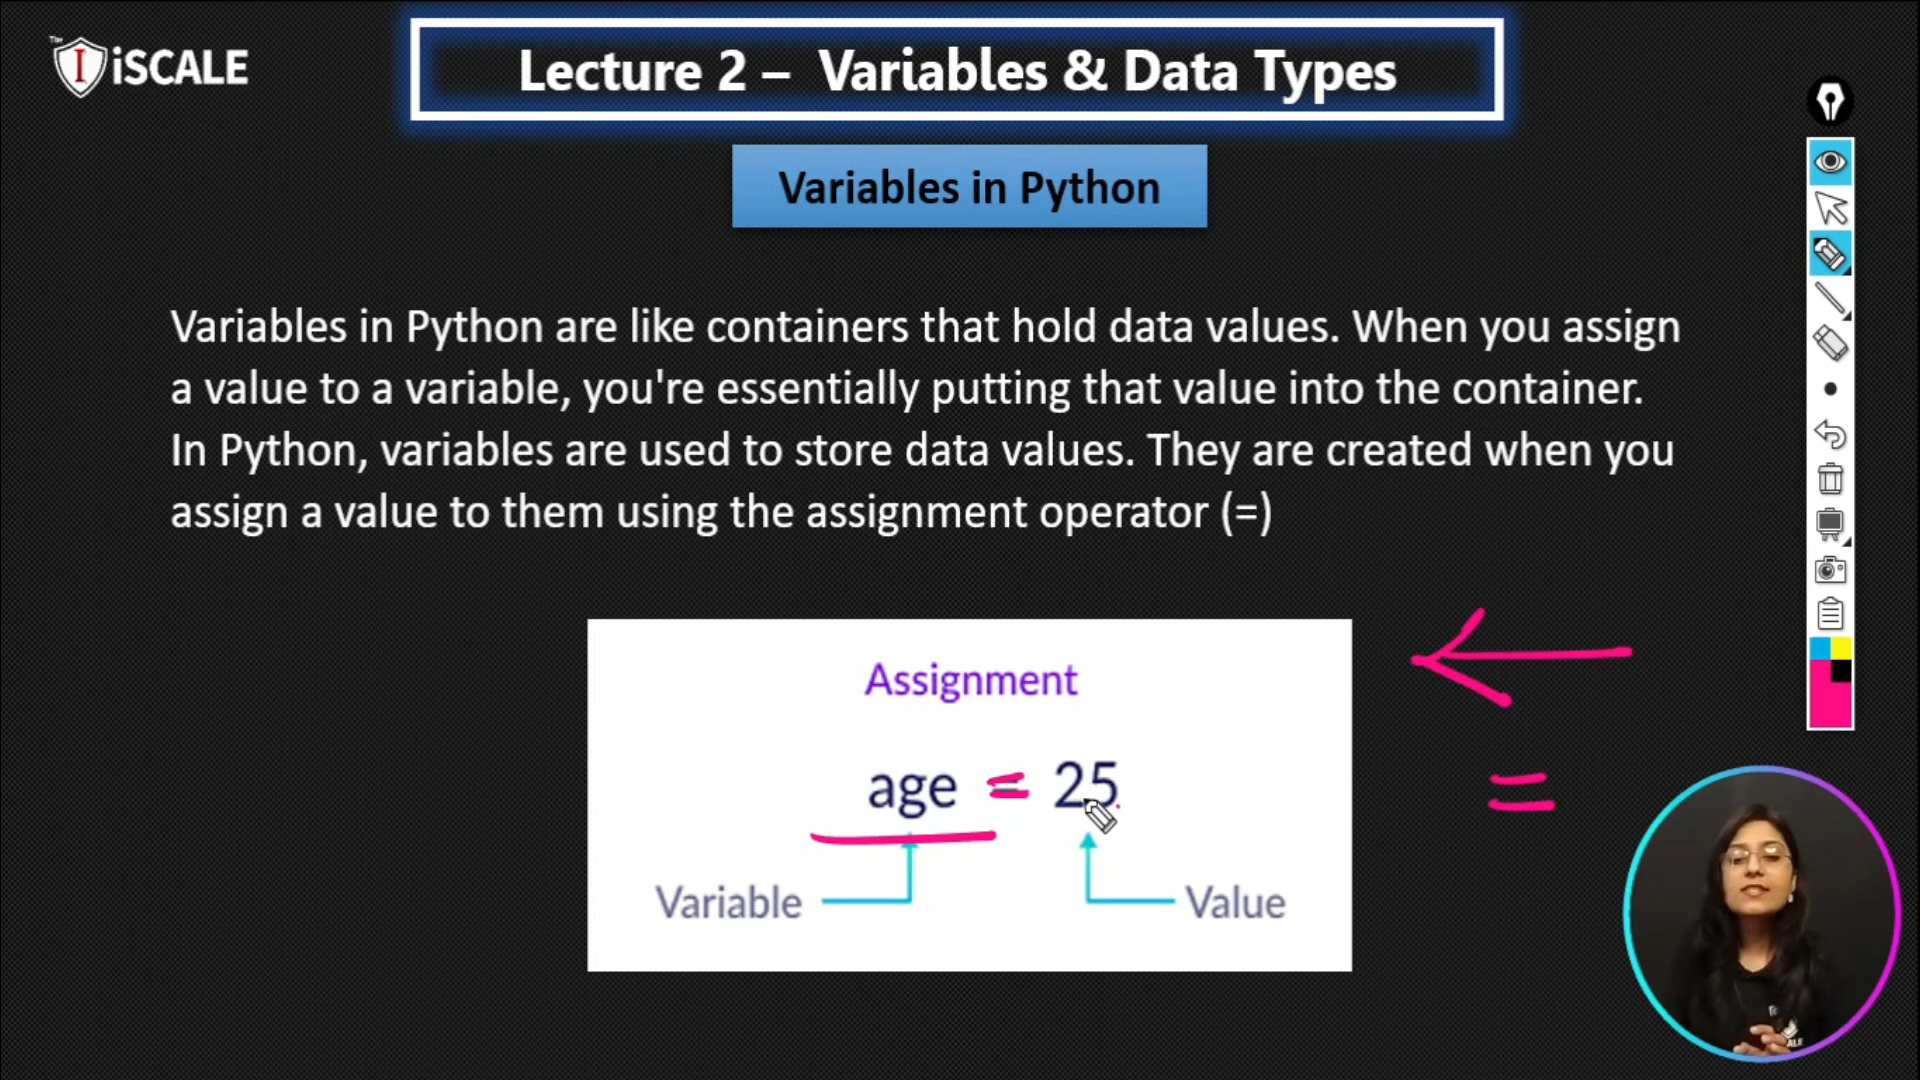 The
I iSCALE
Lecture 2 – Variables & Data Types
Variables in Python
Variables in Python are like containers that hold data values. When you assign
a value to a variable, you're essentially putting that value into the container.
In Python, variables are used to store data values. They are created when you
assign a value to them using the assignment operator (=)
Assignment
age = 25
=
Variable
Value